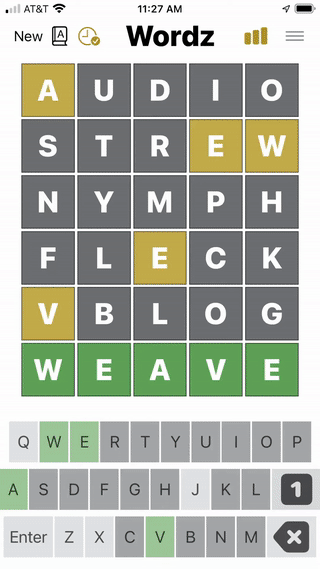 AT&T 11:27 AM
New A Wordz
A U D I O
S T R E W
N Y M P H
F L E C K
V B L O G
W E A V E
Q W E R T Y U I O P
A S D F G H J K L 1
Enter Z X C V B N M